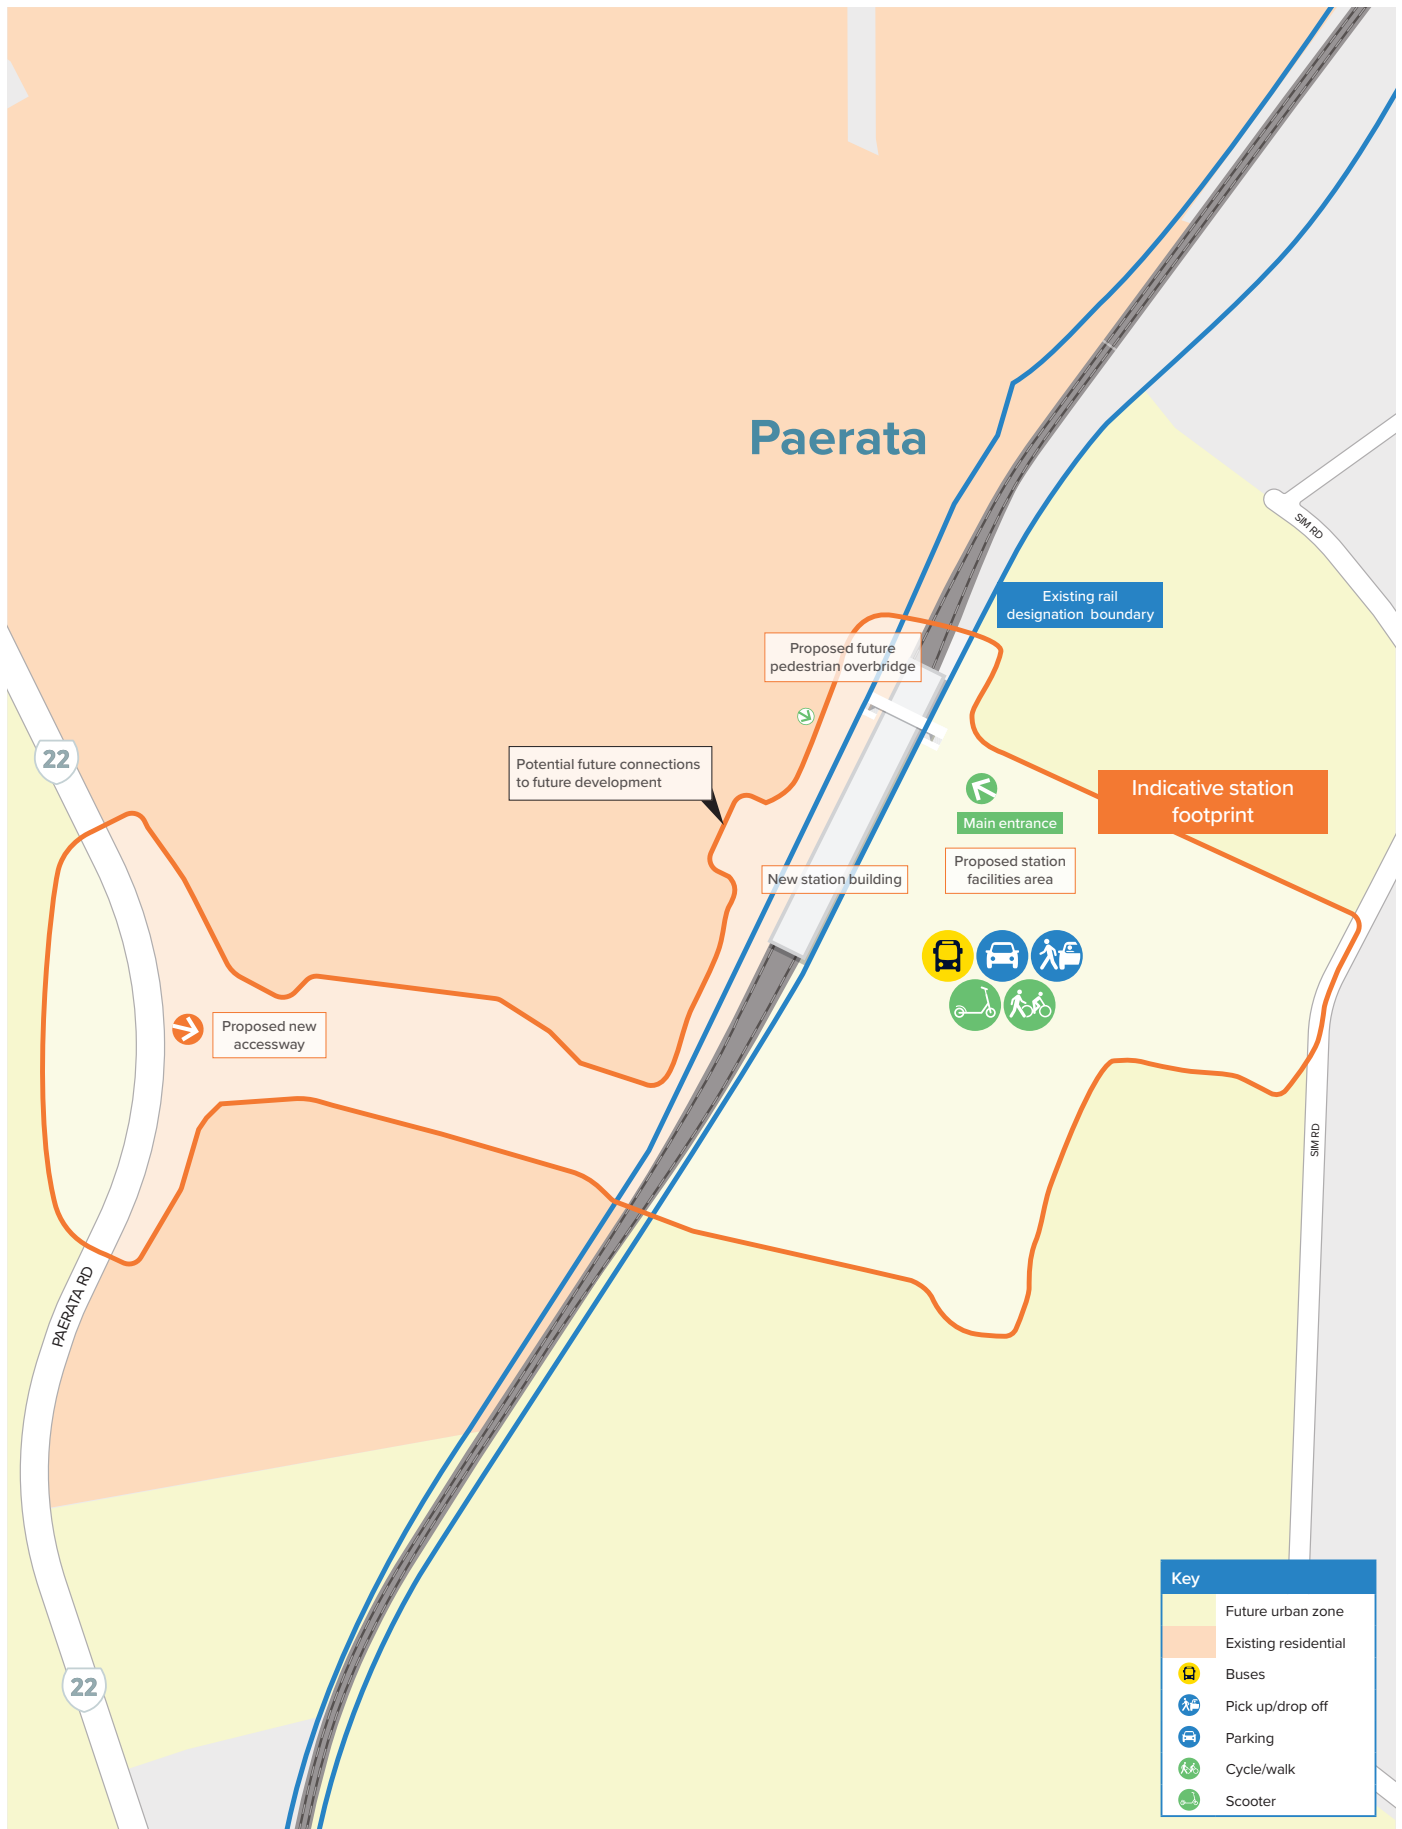 Paerata
SIM RD
Existing rail
designation boundary
Proposed future
pedestrian overbridge
22
Potential future connections
to future development
Indicative station
footprint
Main entrance
Proposed station
facilities area
New station building
Proposed new
accessway
SIM RD
PAERATA RD
22
Key
Future urban zone
Existing residential
Buses
Pick up/drop off
Parking
Cycle/walk
Scooter